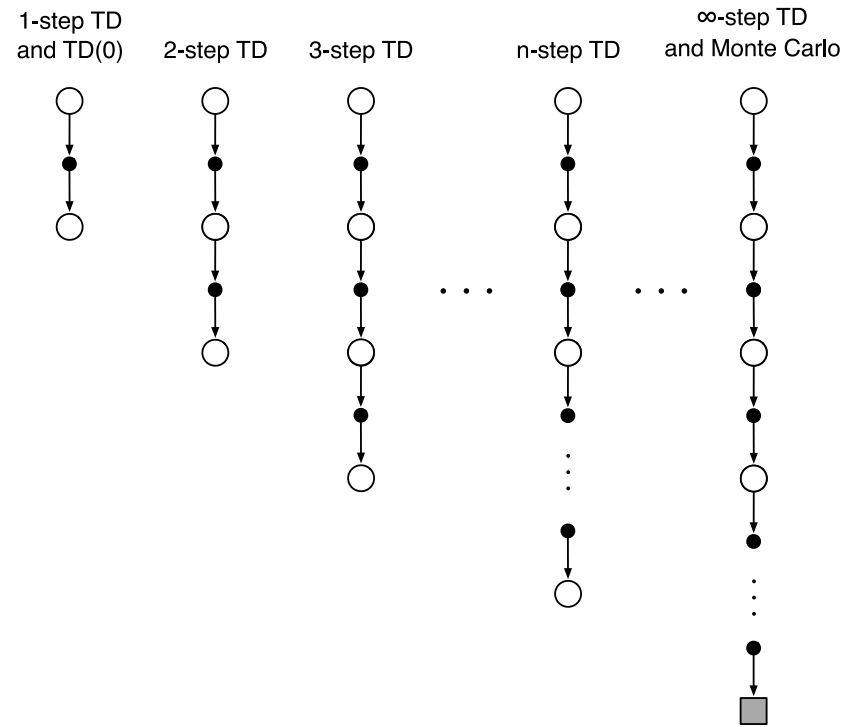 1-step TD
and TD(0)
2-step TD
3-step TD
n-step TD
∞-step TD
and Monte Carlo